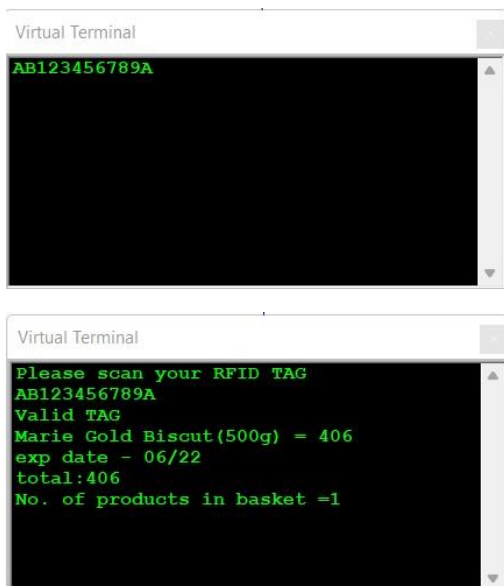 Virtual Terminal
AB123456789A
Virtual Terminal
Please scan your RFID TAG
AB123456789A
Valid TAG
Marie Gold Biscut(500g) = 406
exp date - 06/22
total:406
No. of products in basket =1